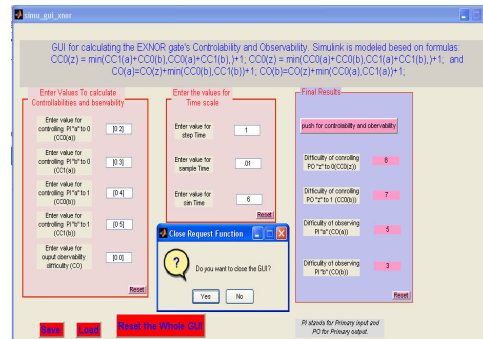 simu_gui_xnor
GUI for calculating the EXNOR gate's Controlability and Observability. Simulink is modeled besed on formulas:
CC0(z) = min(CC1(a)+CC0(b),CC0(a)+CC1(b),)+1; CC0(z) = min(CC0(a)+CC0(b),CC1(a)+CC1(b),)+1; and
CO(a)=CO(z)+min(CC0(b),CC1(b))+1; CO(b)=CO(z)+min(CC0(a),CC1(a))+1;
Enter Values To calculate
Controllabilities and bservability
Enter value for
controling PI "a" to 0
(CC0(a))
[0 2]
Enter value for
controling PI "b" to 0
(CC1(a))
[0 3]
Enter value for
controling PI "a" to 1
(CC0(b))
[0 4]
Enter value for
controling PI "b" to 1
(CC1(b))
[0 5]
Enter value for
ouput obervability
difficulty (CO)
[0 0]
Reset
Enter the values for
Time scale
Enter value for
step Time
1
Enter value for
sample Time
.01
Enter value for
sim Time
6
Reset
Final Results
push for controlability and obervability
Difficulty of conrolling
PO "z" to 0(CC0(z))
Difficulty of conrolling
PO "z" to 1 (CC0(z))
7
Difficulty of observing
PI "a" (CO(a))
5
Difficulty of observing
PI "b" (CO(b))
3
Reset
Close Request Function
Do you want to close the GUI?
Yes
No
Save
Load
Reset the Whole GUI
PI stands for Primary input and
PO for Primary output.